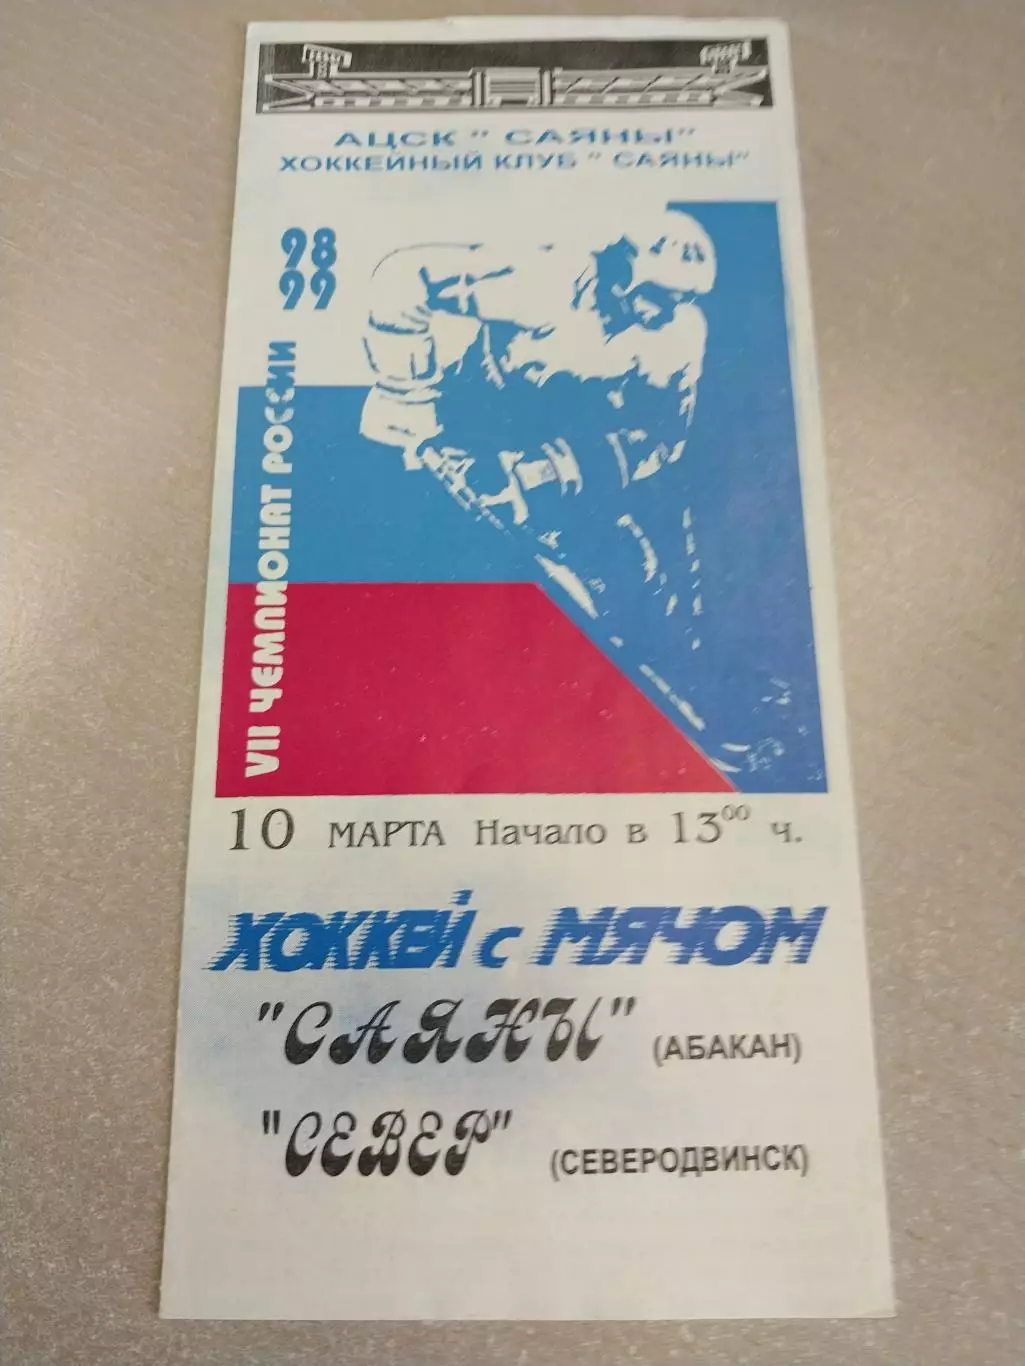 АЦСК " САЯНЫ"
ХОККЕЙНЫЙ КЛУБ " САЯНЫ"
98
99
VII ЧЕМПИОНАТ РОССИИ
10 МАРТА Начало в 13⁰⁰ ч.
ХОККЕЙ с МЯЧОМ
"САЯНЫ" (АБАКАН)
"СЕВЕР" (СЕВЕРОДВИНСК)